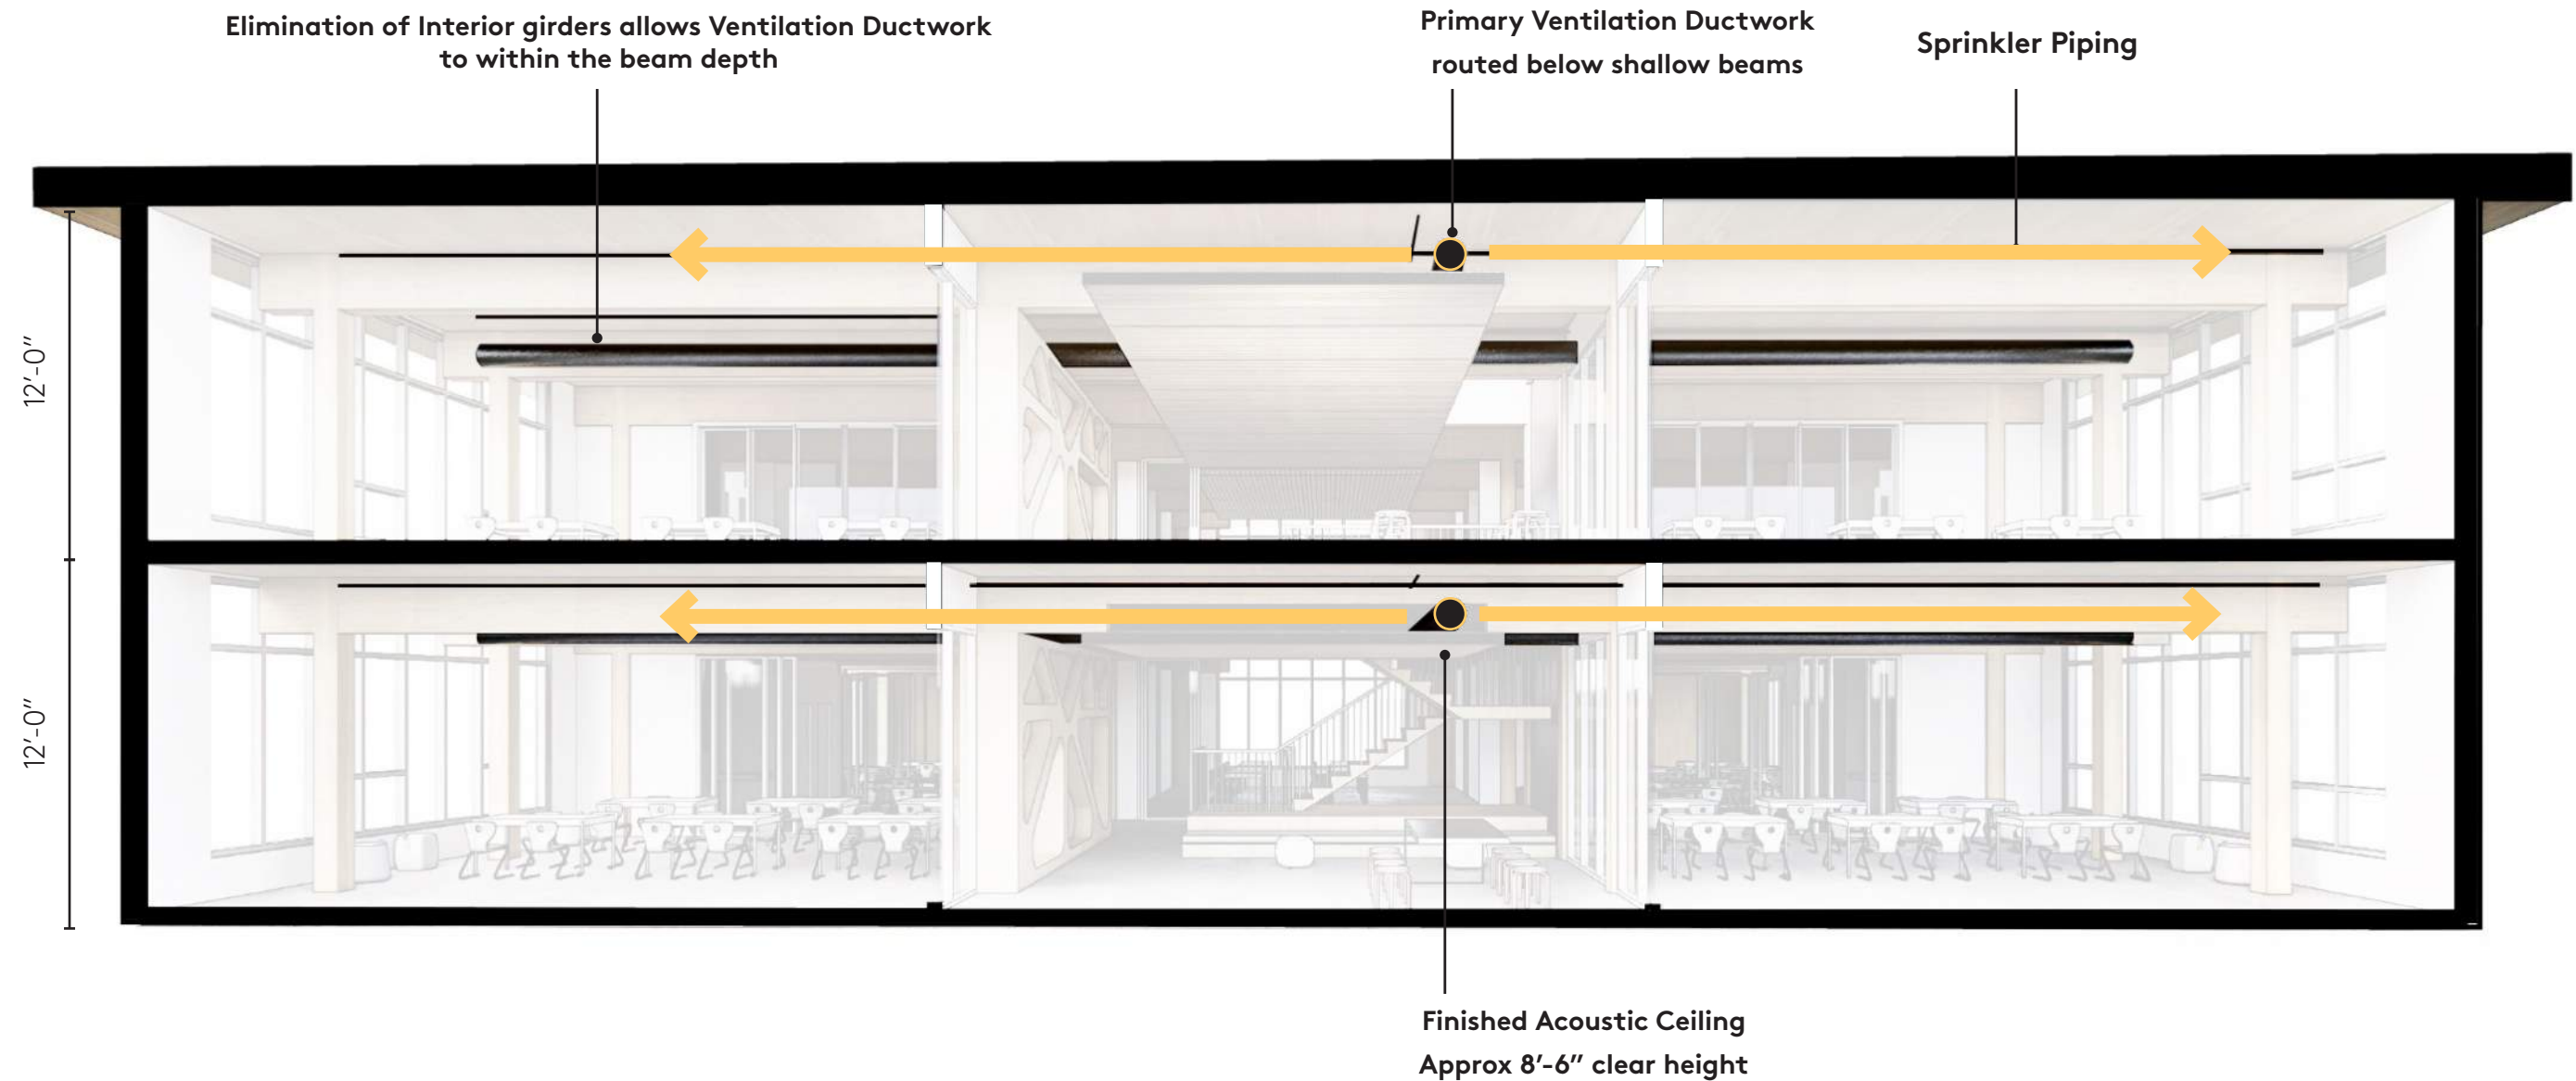 Elimination of Interior girders allows Ventilation Ductwork
to within the beam depth
Primary Ventilation Ductwork
routed below shallow beams
Sprinkler Piping
12'-0"
12'-0"
Finished Acoustic Ceiling
Approx 8'-6" clear height